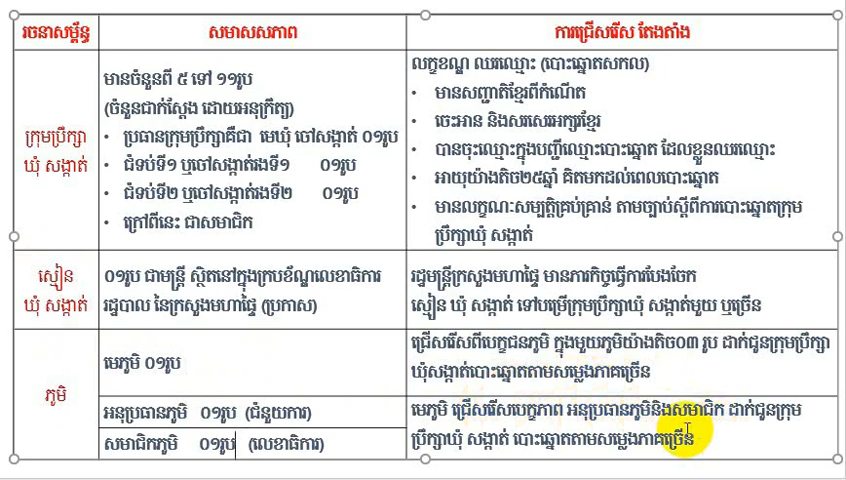 រចនាសម្ព័ន្ធ
សមាសភាព
ការជ្រើសរើស តែងតាំង
ក្រុមប្រឹក្សា
ឃុំ សង្កាត់
មានចំនួនពី ៥ ទៅ ១១រូប
(ចំនួនជាក់ស្តែង ដោយអនុក្រឹត្យ)
• ប្រធានក្រុមប្រឹក្សាគឺជា មេឃុំ ចៅសង្កាត់ ០១រូប
• ជំទប់ទី១ ឬចៅសង្កាត់រងទី១ ០១រូប
• ជំទប់ទី២ ឬចៅសង្កាត់រងទី២ ០១រូប
• ក្រៅពីនេះ ជាសមាជិក
លក្ខខណ្ឌ ឈរឈ្មោះ (បោះឆ្នោតសកល)
• មានសញ្ជាតិខ្មែរពីកំណើត
• ចេះអាន និងសរសេរអក្សរខ្មែរ
• បានចុះឈ្មោះក្នុងបញ្ជីឈ្មោះបោះឆ្នោត ដែលខ្លួនឈរឈ្មោះ
• អាយុយ៉ាងតិច២៥ឆ្នាំ គិតមកដល់ពេលបោះឆ្នោត
• មានលក្ខណៈសម្បត្តិគ្រប់គ្រាន់ តាមច្បាប់ស្តីពីការបោះឆ្នោតក្រុម
ប្រឹក្សាឃុំ សង្កាត់
ស្មៀន
ឃុំ សង្កាត់
០១រូប ជាមន្ត្រី ស្ថិតនៅក្នុងក្របខ័ណ្ឌលេខាធិការ
រដ្ឋបាល នៃក្រសួងមហាផ្ទៃ (ប្រកាស)
រដ្ឋមន្ត្រីក្រសួងមហាផ្ទៃ មានភារកិច្ចធ្វើការបែងចែក
ស្មៀន ឃុំ សង្កាត់ ទៅបម្រើក្រុមប្រឹក្សាឃុំ សង្កាត់មួយ ឬច្រើន
ភូមិ
មេភូមិ ០១រូប
ជ្រើសរើសពីបេក្ខជនភូមិ ក្នុងមួយភូមិយ៉ាងតិច០៣ រូប ដាក់ជូនក្រុមប្រឹក្សា
ឃុំសង្កាត់បោះឆ្នោតតាមសម្លេងភាគច្រើន
អនុប្រធានភូមិ ០១រូប (ជំនួយការ)
សមាជិកភូមិ ០១រូប (លេខាធិការ)
មេភូមិ ជ្រើសរើសបេក្ខភាព អនុប្រធានភូមិនិងសមាជិក ដាក់ជូនក្រុម
ប្រឹក្សាឃុំ សង្កាត់ បោះឆ្នោតតាមសម្លេងភាគច្រើន